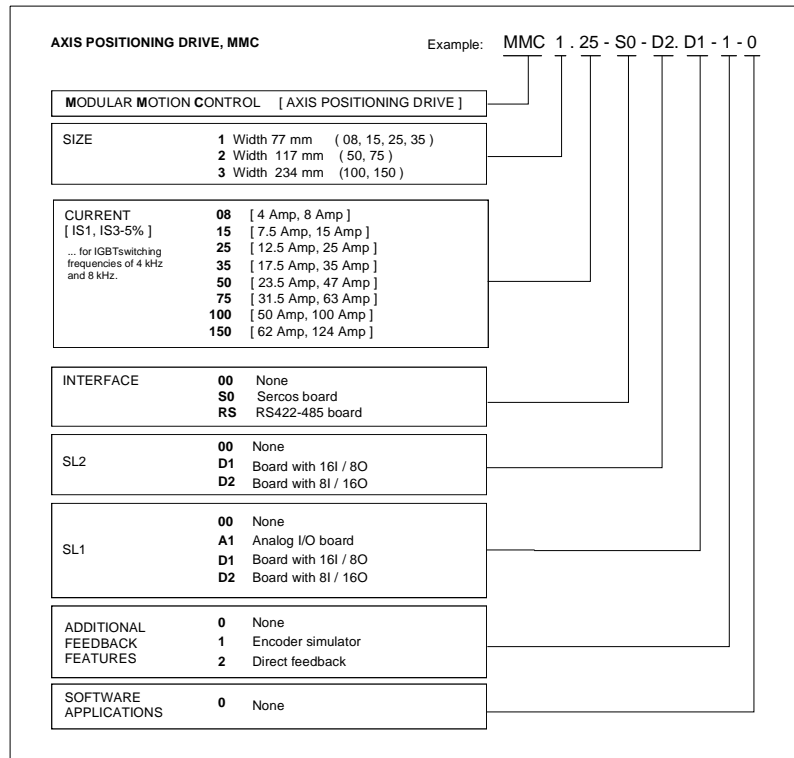 AXIS POSITIONING DRIVE, MMC
Example: MMC 1 . 25 - S0 - D2. D1 - 1 - 0
MODULAR MOTION CONTROL [ AXIS POSITIONING DRIVE ]
SIZE
1 Width 77 mm ( 08, 15, 25, 35 )
2 Width 117 mm ( 50, 75 )
3 Width 234 mm (100, 150 )
CURRENT
[ IS1, IS3-5% ]
... for IGBTswitching
frequencies of 4 kHz
and 8 kHz.
08 [ 4 Amp, 8 Amp ]
15 [ 7.5 Amp, 15 Amp ]
25 [ 12.5 Amp, 25 Amp ]
35 [ 17.5 Amp, 35 Amp ]
50 [ 23.5 Amp, 47 Amp ]
75 [ 31.5 Amp, 63 Amp ]
100 [ 50 Amp, 100 Amp ]
150 [ 62 Amp, 124 Amp ]
INTERFACE
00 None
S0 Sercos board
RS RS422-485 board
SL2
00 None
D1 Board with 16I / 8O
D2 Board with 8I / 16O
SL1
00 None
A1 Analog I/O board
D1 Board with 16I / 8O
D2 Board with 8I / 16O
ADDITIONAL
FEEDBACK
FEATURES
0 None
1 Encoder simulator
2 Direct feedback
SOFTWARE
APPLICATIONS
0 None